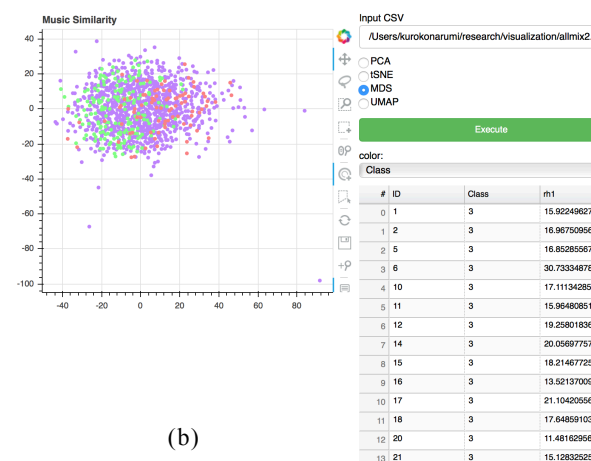 Music Similarity
40
20
0
-20
-40
-60
-80
-100
-40 -20 0 20 40 60 80
(b)
Input CSV
/Users/kurokonarumi/research/visualization/allmix2.
PCA
tSNE
MDS
UMAP
Execute
color:
Class
# ID Class rh1
0 1 3 15.92249627
1 2 3 16.96750956
2 5 3 16.85285567
3 6 3 30.73334878
4 10 3 17.11134285
5 11 3 15.96480851
6 12 3 19.25801836
7 14 3 20.05697757
8 15 3 18.21467725
9 16 3 13.52137009
10 17 3 21.10420556
11 18 3 17.64859103
12 20 3 11.48162956
13 21 3 15.12832525